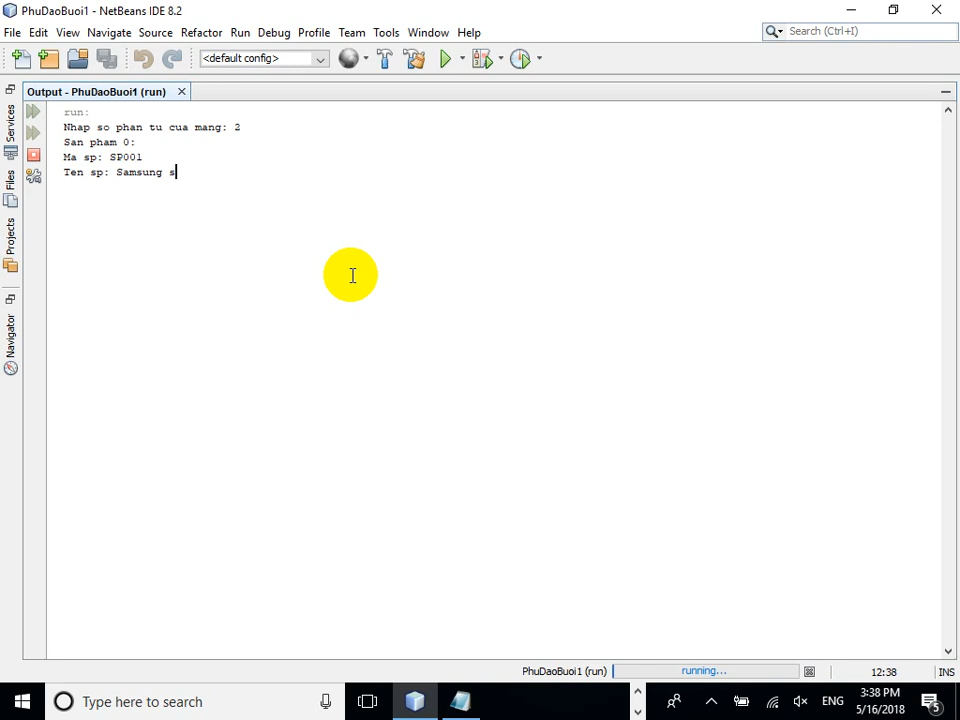 PhuDaoBuoi1 - NetBeans IDE 8.2
File Edit View Navigate Source Refactor Run Debug Profile Team Tools Window Help
Search (Ctrl+I)
<default config>
Output - PhuDaoBuoi1 (run)
run:
Nhap so phan tu cua mang: 2
San pham 0:
Ma sp: SP001
Ten sp: Samsung s
Services
Files
Projects
Navigator
PhuDaoBuoi1 (run)
running...
12:38
INS
Type here to search
ENG
3:38 PM
5/16/2018
5